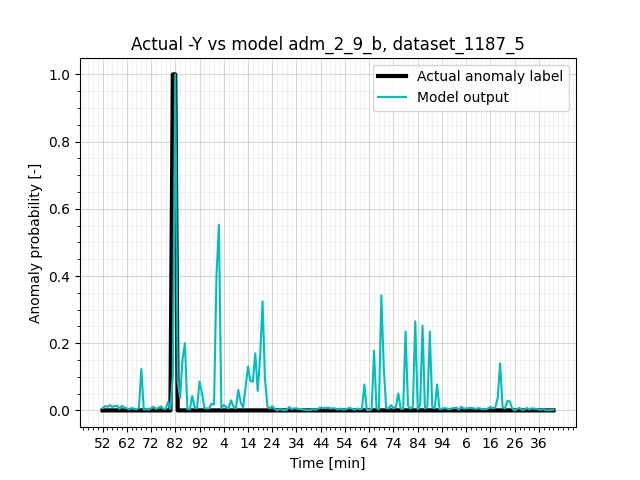 Actual -Y vs model adm_2_9_b, dataset_1187_5
Actual anomaly label
Model output
Anomaly probability [-]
1.0
0.8
0.6
0.4
0.2
0.0
52 62 72 82 92 4 14 24 34 44 54 64 74 84 94 6 16 26 36
Time [min]